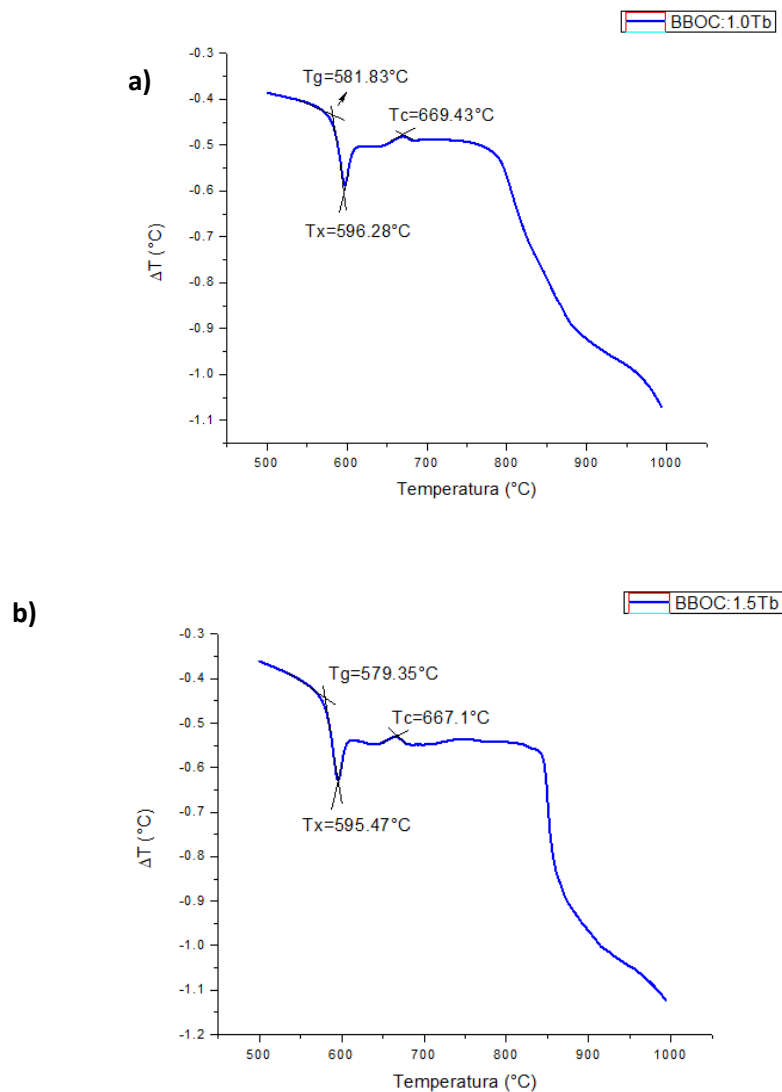 BBOC:1.0Tb
a)
Tg=581.83°C
Tc=669.43°C
Tx=596.28°C
-0.3
-0.4
-0.5
-0.6
-0.7
-0.8
-0.9
-1.0
-1.1
ΔT (°C)
500 600 700 800 900 1000
Temperatura (°C)
b)
BBOC:1.5Tb
Tg=579.35°C
Tc=667.1°C
Tx=595.47°C
-0.3
-0.4
-0.5
-0.6
-0.7
-0.8
-0.9
-1.0
-1.1
-1.2
ΔT (°C)
500 600 700 800 900 1000
Temperatura (°C)